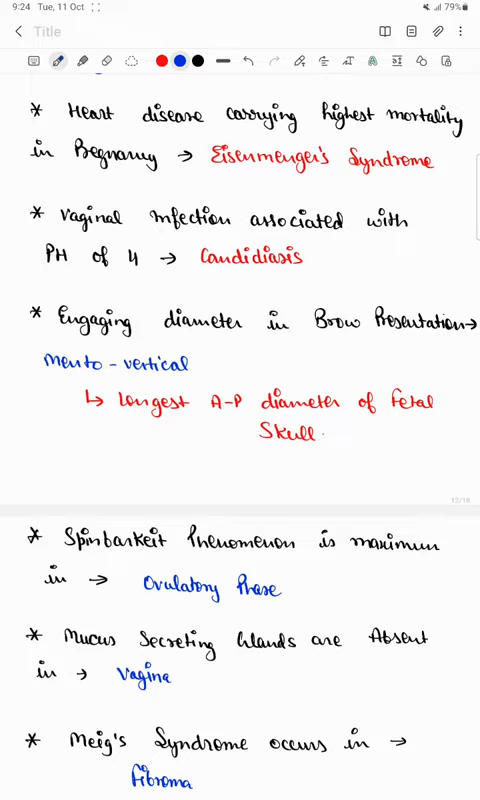 9:24 Tue, 11 Oct
79%
Title
* Heart disease carrying highest mortality
in Pregnancy → Eisenmenger's Syndrome
* Vaginal Infection associated with
PH of 4 → Candidiasis
* Engaging diameter in Brow Presentation→
Mento - vertical
↳ Longest A-P diameter of Fetal
Skull.
12/18
* Spinbarkeit Phenomenon is maximum
in → Ovulatory Phase
* Mucus Secreting Glands are Absent
in → Vagina
* Meig's Syndrome occurs in →
Fibroma